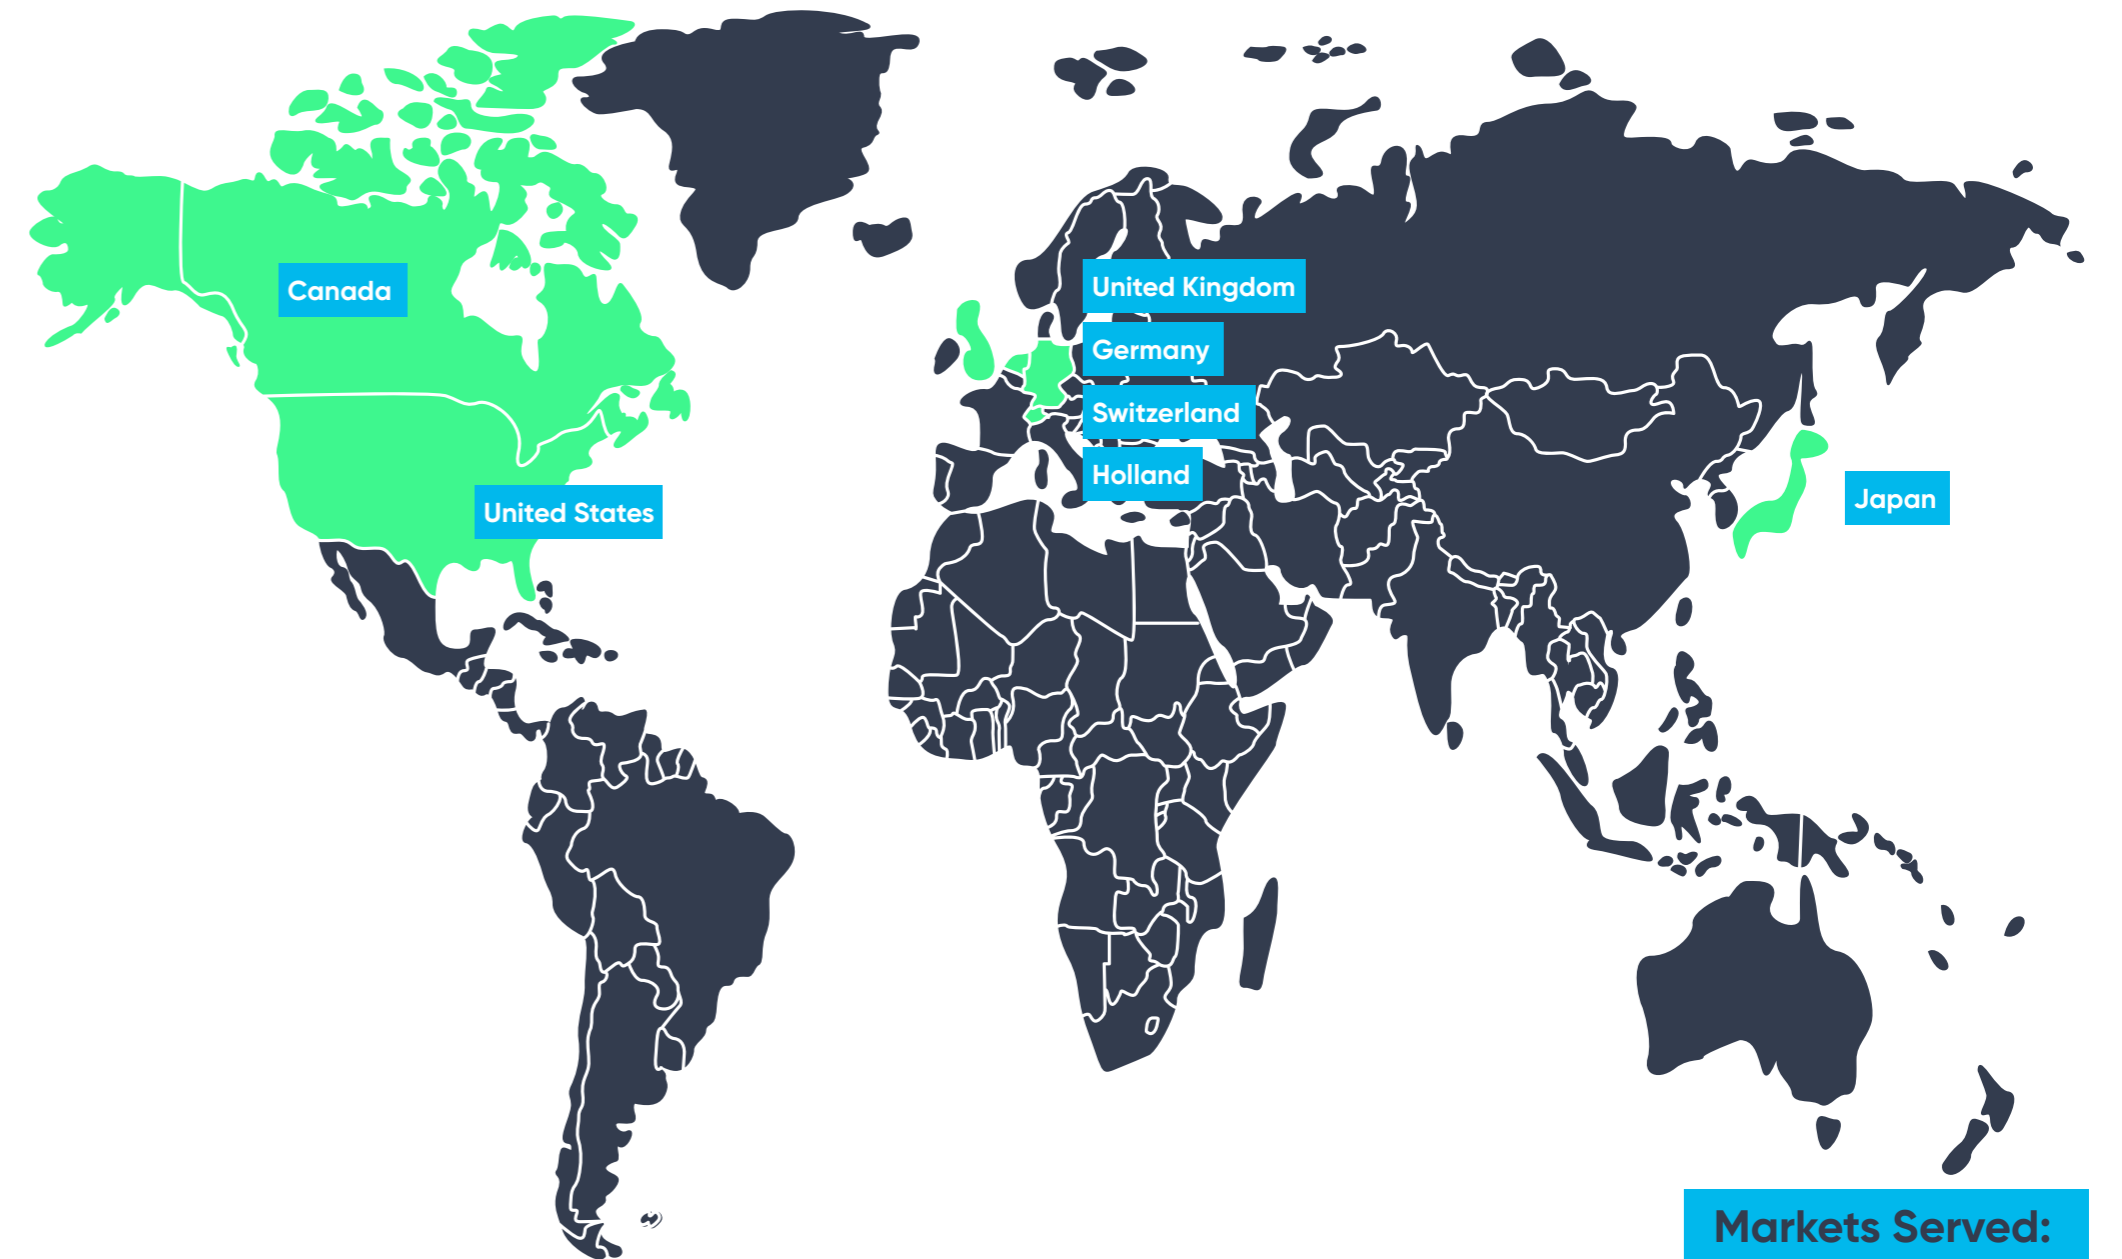 Canada
United Kingdom
Germany
Switzerland
Holland
United States
Japan
Markets Served: